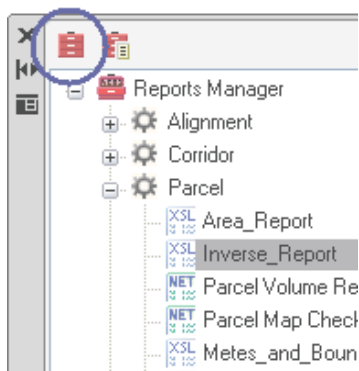 Reports Manager
Alignment
Corridor
Parcel
XSL Area_Report
XSL Inverse_Report
NET Parcel Volume Re
NET Parcel Map Check
XSL Metes_and_Boun